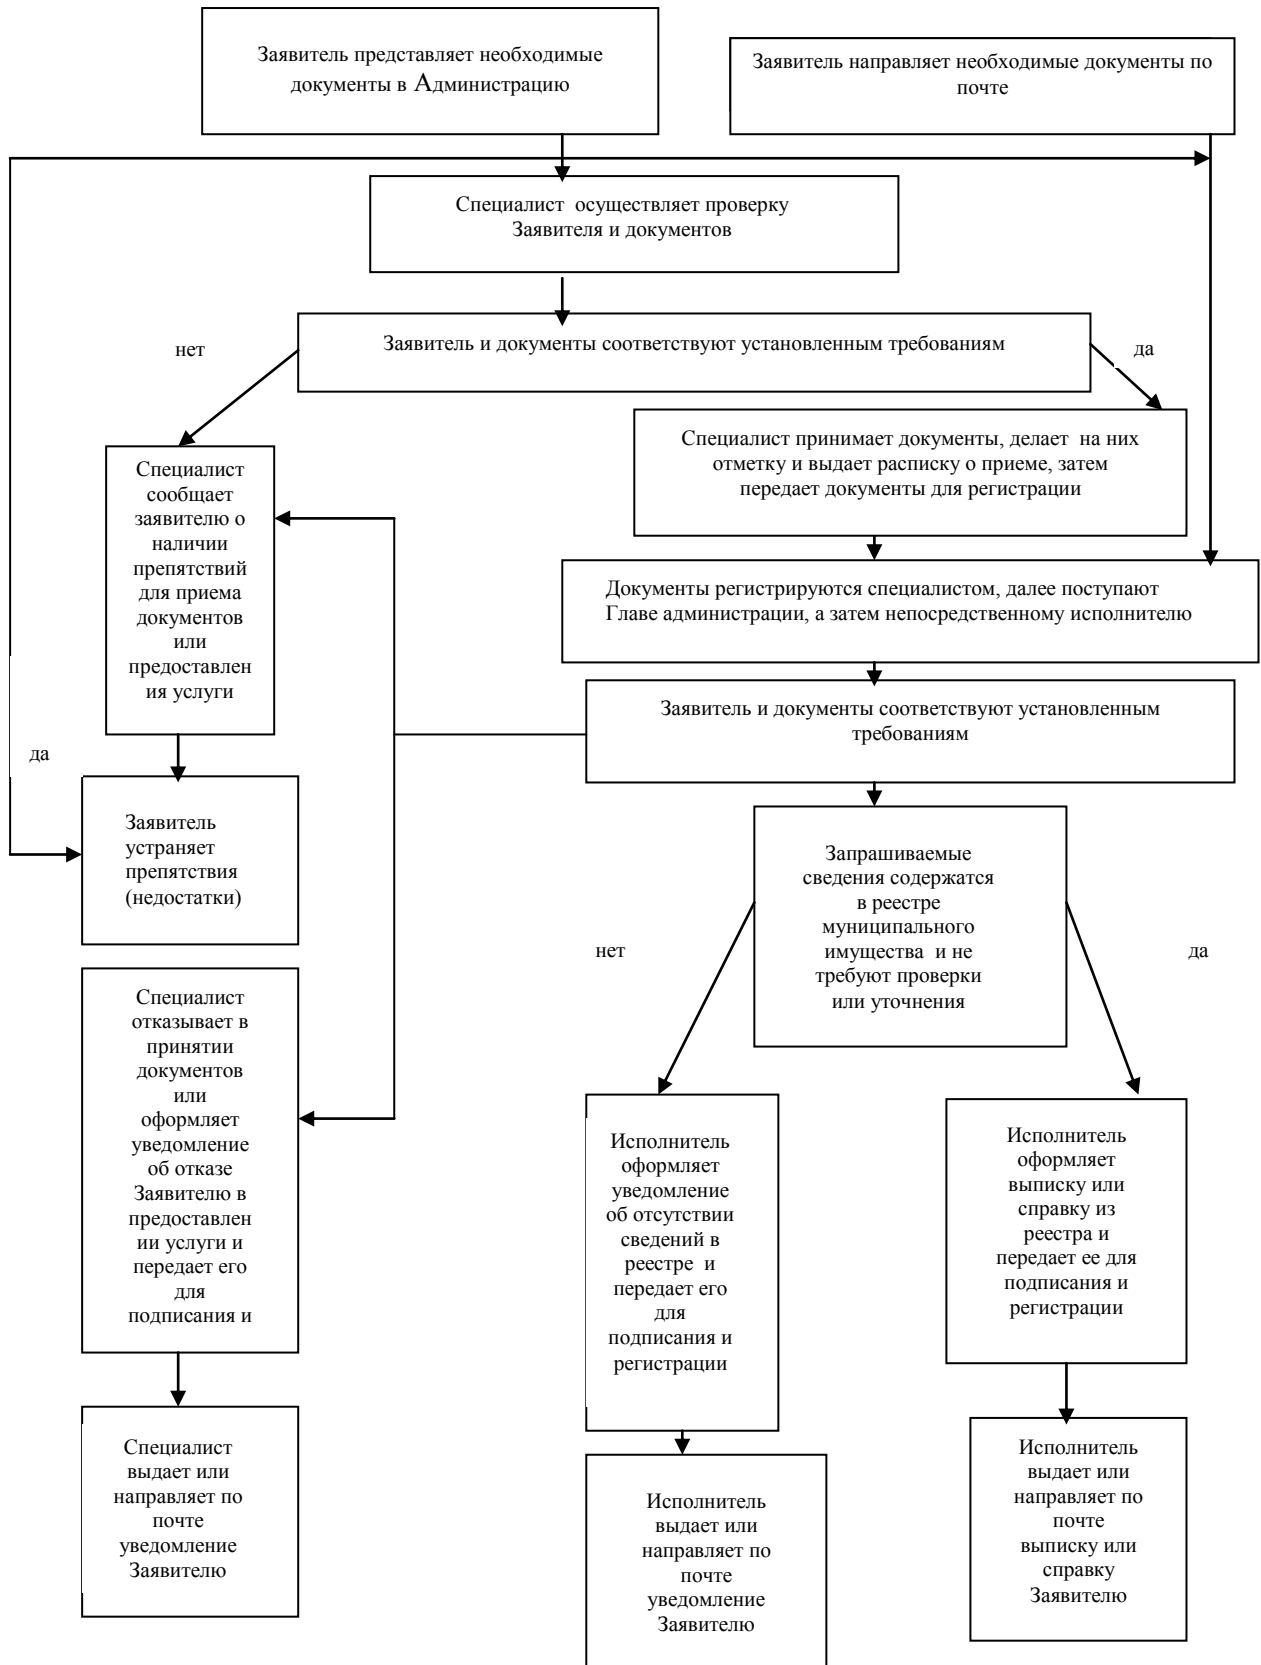 Заявитель представляет необходимые
документы в Администрацию
Заявитель направляет необходимые документы по
почте
Специалист осуществляет проверку
Заявителя и документов
нет
Заявитель и документы соответствуют установленным требованиям
да
Специалист принимает документы, делает на них
отметку и выдает расписку о приеме, затем
передает документы для регистрации
Специалист
сообщает
заявителю о
наличии
препятствий
для приема
документов
или
предоставлен
ия услуги
Документы регистрируются специалистом, далее поступают
Главе администрации, а затем непосредственному исполнителю
Заявитель и документы соответствуют установленным
требованиям
да
Заявитель
устраняет
препятствия
(недостатки)
Запрашиваемые
сведения содержатся
в реестре
муниципального
имущества и не
требуют проверки
или уточнения
нет
да
Специалист
отказывает в
принятии
документов
или
оформляет
уведомление
об отказе
Заявителю в
предоставлен
ии услуги и
передает его
для
подписания и
Исполнитель
оформляет
уведомление
об отсутствии
сведений в
реестре и
передает его
для
подписания и
регистрации
Исполнитель
оформляет
выписку или
справку из
реестра и
передает ее для
подписания и
регистрации
Специалист
выдает или
направляет по
почте
уведомление
Заявителю
Исполнитель
выдает или
направляет по
почте
уведомление
Заявителю
Исполнитель
выдает или
направляет по
почте
выписку или
справку
Заявителю